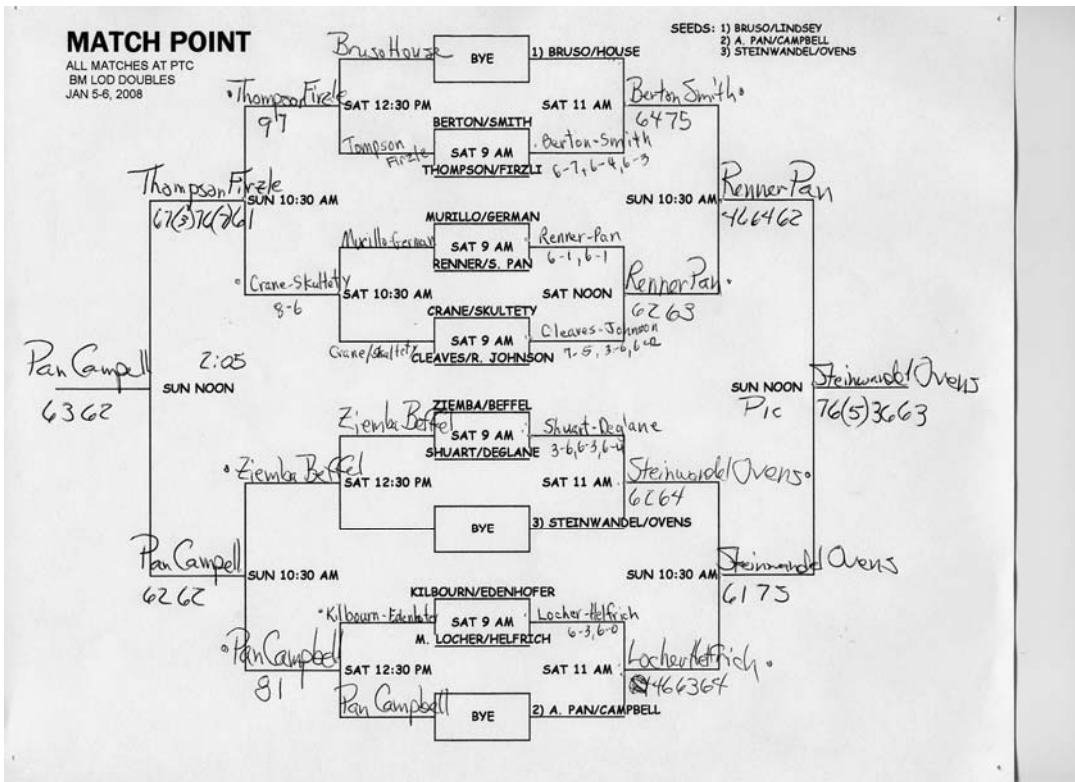 MATCH POINT
ALL MATCHES AT PTC
BM LOD DOUBLES
JAN 5-6, 2008
SEEDS: 1) BRUSO/LINDSEY
2) A. PAN/CAMPBELL
3) STEINWANDEL/OVENS
Bruso House
BYE
1) BRUSO/HOUSE
Thompson Firzle
97
SAT 12:30 PM
SAT 11 AM
Berton Smith
6475
BERTON/SMITH
Tompson
Firzle
SAT 9 AM
Berton-Smith
6-7, 6-4, 6-3
THOMPSON/FIRZLI
Thompson Firzle
67(3)76(7)61
SUN 10:30 AM
SUN 10:30 AM
Renner Pan
466462
MURILLO/GERMAN
Murillo-German
SAT 9 AM
Renner-Pan
6-1, 6-1
RENNER/S. PAN
Crane-Skultety
8-6
SAT 10:30 AM
SAT NOON
Renner Pan
6263
CRANE/SKULTETY
Crane/Skultety
SAT 9 AM
Cleaves-Johnson
7-5, 3-6, 6-2
CLEAVES/R. JOHNSON
Pan Campell
6362
2:05
SUN NOON
SUN NOON
Pic
Steinwandel Ovens
76(5)3663
ZIEMBA/BEFFEL
Ziemba Beffel
SAT 9 AM
Shuart-Deglane
SHUART/DEGLANE
Ziemba Beffel
SAT 12:30 PM
SAT 11 AM
Steinwandel Ovens
6264
BYE
3) STEINWANDEL/OVENS
Pan Campell
6262
SUN 10:30 AM
SUN 10:30 AM
Steinwandel Ovens
6175
KILBOURN/EDENHOFER
Kilbourn-Edenhofer
SAT 9 AM
Locher-Helfrich
6-3, 6-0
M. LOCHER/HELFRICH
Pan Campbell
81
SAT 12:30 PM
SAT 11 AM
Locher Helfrich
466364
Pan Campbell
BYE
2) A. PAN/CAMPBELL